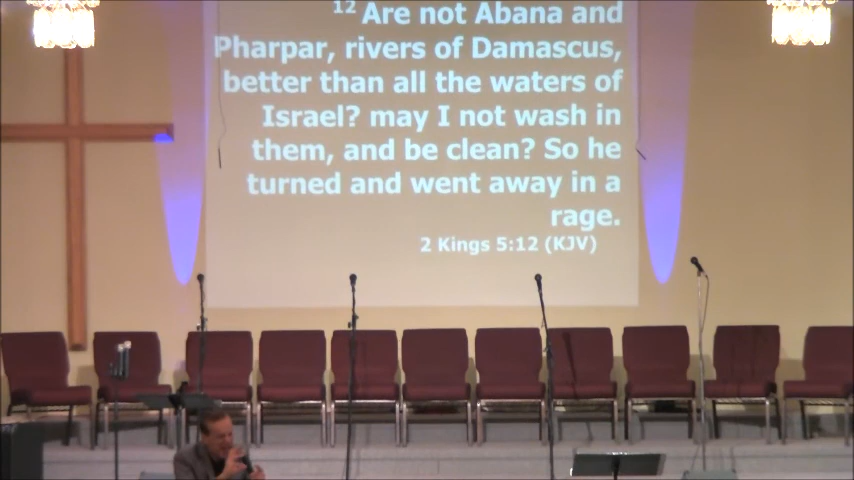 12 Are not Abana and
Pharpar, rivers of Damascus,
better than all the waters of
Israel? may I not wash in
them, and be clean? So he
turned and went away in a
rage.
2 Kings 5:12 (KJV)